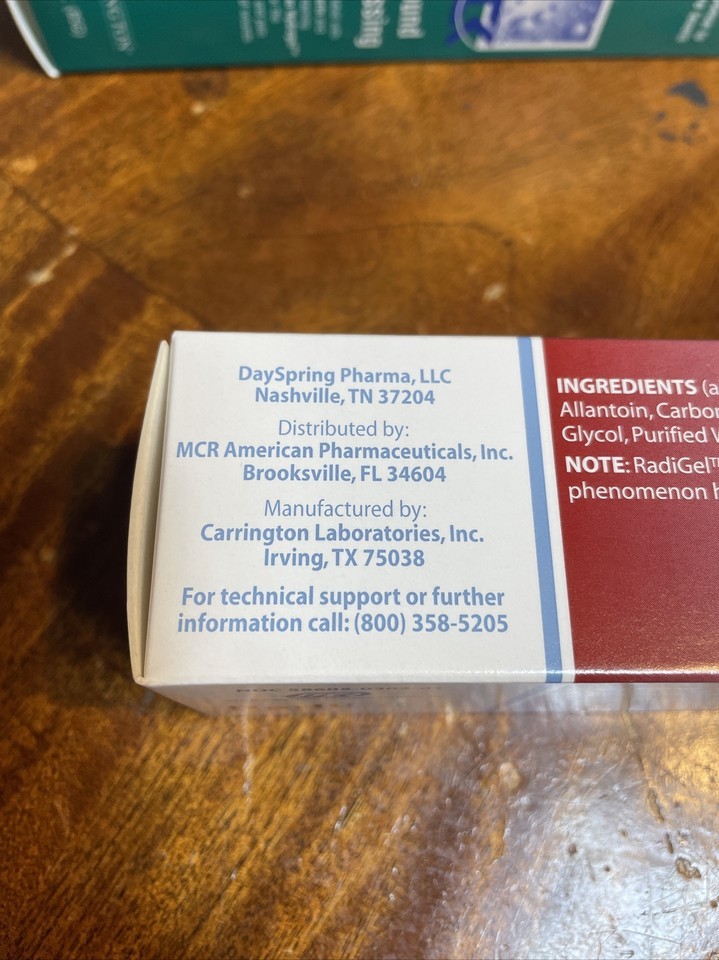 DaySpring Pharma, LLC
Nashville, TN 37204
Distributed by:
MCR American Pharmaceuticals, Inc.
Brooksville, FL 34604
Manufactured by:
Carrington Laboratories, Inc.
Irving, TX 75038
For technical support or further
information call: (800) 358-5205
INGREDIENTS (a
Allantoin, Carbo
Glycol, Purified
NOTE: RadiGel™
phenomenon h